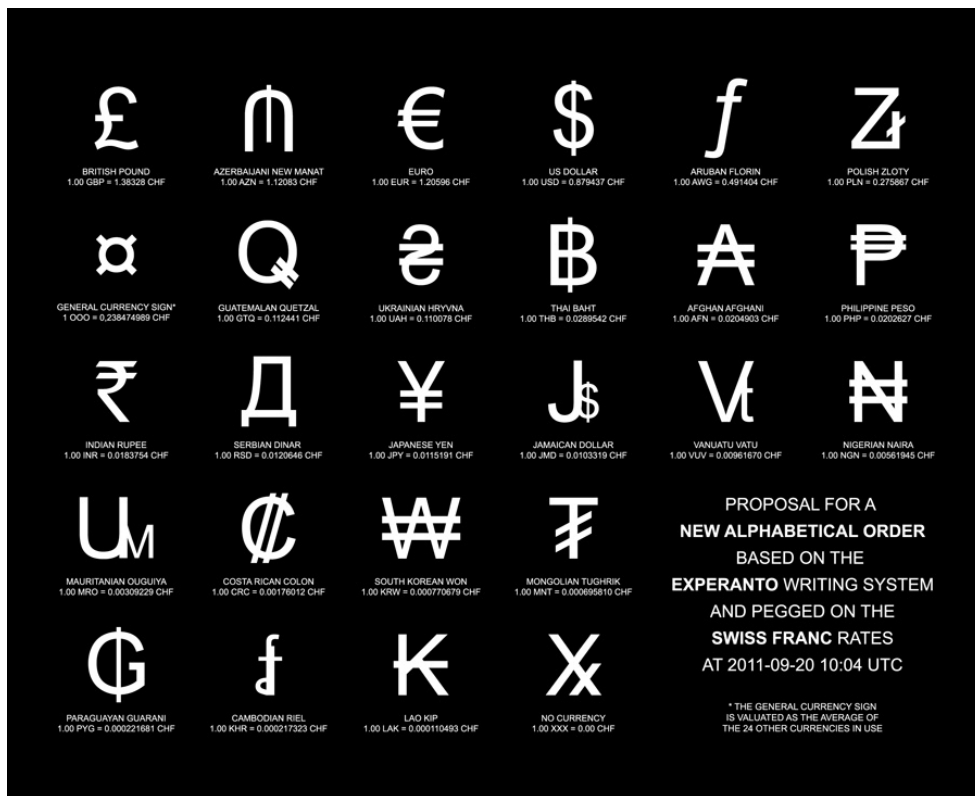 £ ₼ € $ ƒ Zł
BRITISH POUND AZERBAIJANI NEW MANAT EURO US DOLLAR ARUBAN FLORIN POLISH ZLOTY
1.00 GBP = 1.38328 CHF 1.00 AZN = 1.12083 CHF 1.00 EUR = 1.20596 CHF 1.00 USD = 0.879437 CHF 1.00 AWG = 0.491404 CHF 1.00 PLN = 0.275867 CHF
¤ Q ₴ ฿ A ₱
GENERAL CURRENCY SIGN* GUATEMALAN QUETZAL UKRAINIAN HRYVNA THAI BAHT AFGHAN AFGHANI PHILIPPINE PESO
1 OOO = 0,238474989 CHF 1.00 GTQ = 0.112441 CHF 1.00 UAH = 0.110078 CHF 1.00 THB = 0.0289542 CHF 1.00 AFN = 0.0204903 CHF 1.00 PHP = 0.0202627 CHF
₹ Д ¥ J$ Vt ₦
INDIAN RUPEE SERBIAN DINAR JAPANESE YEN JAMAICAN DOLLAR VANUATU VATU NIGERIAN NAIRA
1.00 INR = 0.0183754 CHF 1.00 RSD = 0.0120646 CHF 1.00 JPY = 0.0115191 CHF 1.00 JMD = 0.0103319 CHF 1.00 VUV = 0.00961670 CHF 1.00 NGN = 0.00561945 CHF
UM ₡ ₩ ₮
MAURITANIAN OUGUIYA COSTA RICAN COLON SOUTH KOREAN WON MONGOLIAN TUGHRIK
1.00 MRO = 0.00309229 CHF 1.00 CRC = 0.00176012 CHF 1.00 KRW = 0.000770679 CHF 1.00 MNT = 0.000695810 CHF
₲ ៛ ₭ Xx
PARAGUAYAN GUARANI CAMBODIAN RIEL LAO KIP NO CURRENCY
1.00 PYG = 0.000221681 CHF 1.00 KHR = 0.000217323 CHF 1.00 LAK = 0.000110493 CHF 1.00 XXX = 0.00 CHF
PROPOSAL FOR A
NEW ALPHABETICAL ORDER
BASED ON THE
EXPERANTO WRITING SYSTEM
AND PEGGED ON THE
SWISS FRANC RATES
AT 2011-09-20 10:04 UTC
* THE GENERAL CURRENCY SIGN
IS VALUATED AS THE AVERAGE OF
THE 24 OTHER CURRENCIES IN USE